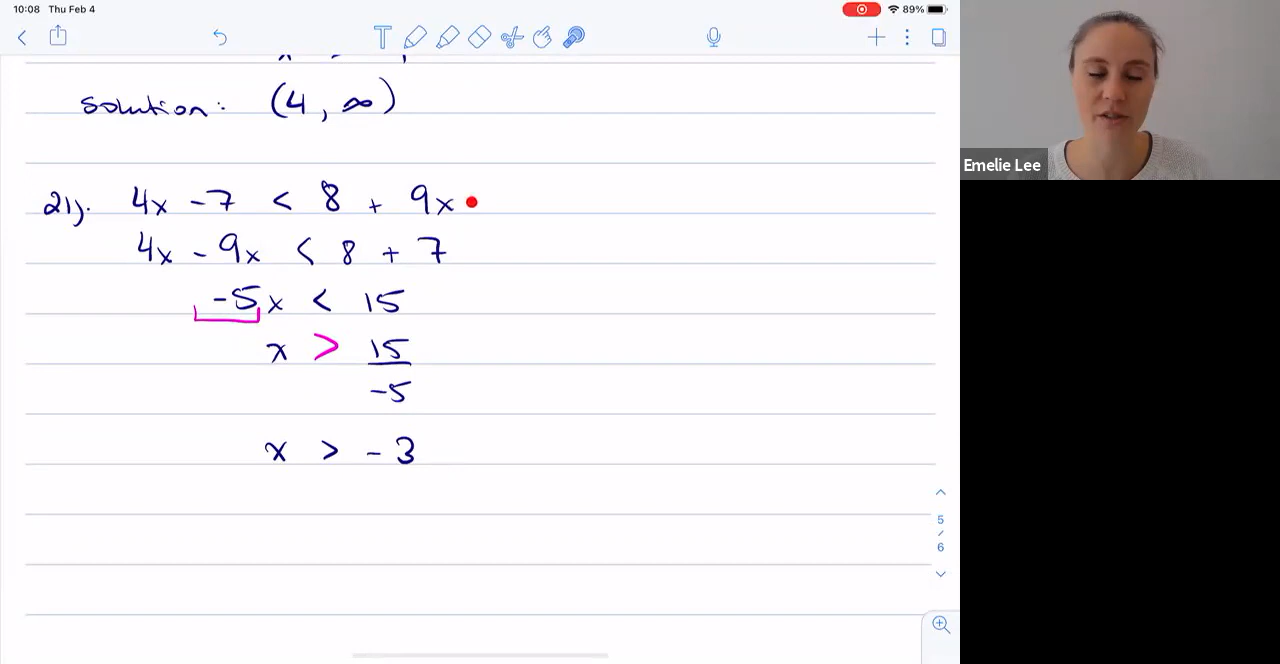 10:08 Thu Feb 4
89%
solution: (4, ∞)
21). 4x - 7 < 8 + 9x
4x - 9x < 8 + 7
-5x < 15
x > 15/-5
x > -3
5
/
6
Emelie Lee